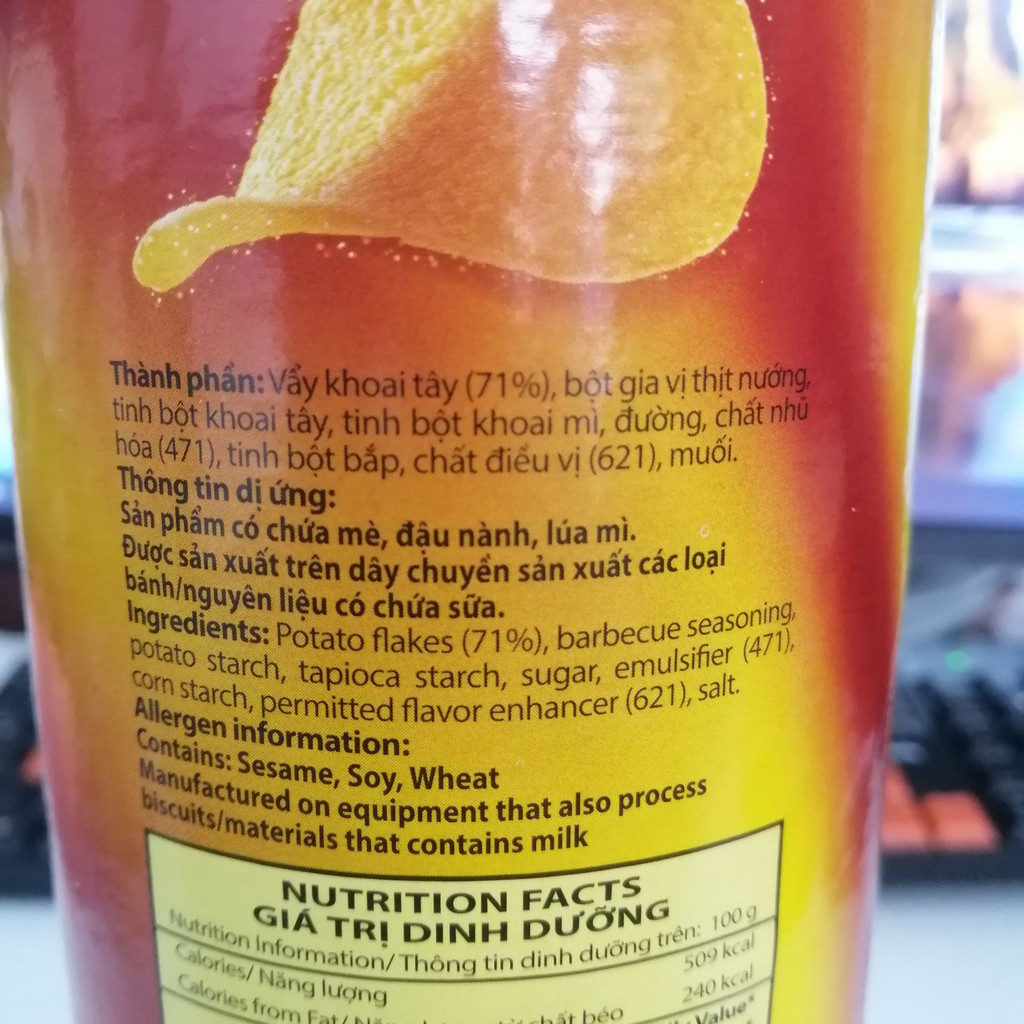 Thành phần: Vẩy khoai tây (71%), bột gia vị thịt nướng,
tinh bột khoai tây, tinh bột khoai mì, đường, chất nhũ
hóa (471), tinh bột bắp, chất điều vị (621), muối.
Thông tin dị ứng:
Sản phẩm có chứa mè, đậu nành, lúa mì.
Được sản xuất trên dây chuyền sản xuất các loại
bánh/nguyên liệu có chứa sữa.
Ingredients: Potato flakes (71%), barbecue seasoning,
potato starch, tapioca starch, sugar, emulsifier (471),
corn starch, permitted flavor enhancer (621), salt.
Allergen information:
Contains: Sesame, Soy, Wheat
Manufactured on equipment that also process
biscuits/materials that contains milk
NUTRITION FACTS
GIÁ TRỊ DINH DƯỠNG
Nutrition Information/ Thông tin dinh dưỡng trên: 100 g
Calories/ Năng lượng 509 kcal
Calories from Fat/ chất béo 240 kcal
Value*